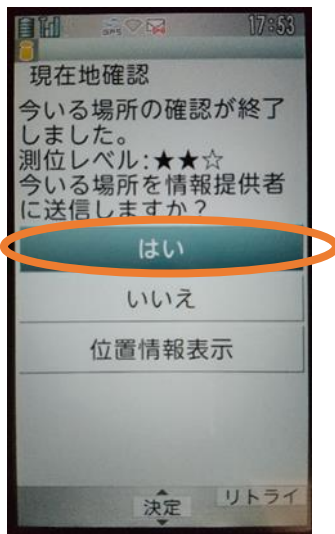 GPS
17:53
現在地確認
今いる場所の確認が終了
しました。
測位レベル:★★☆
今いる場所を情報提供者
に送信しますか？
はい
いいえ
位置情報表示
決定
リトライ